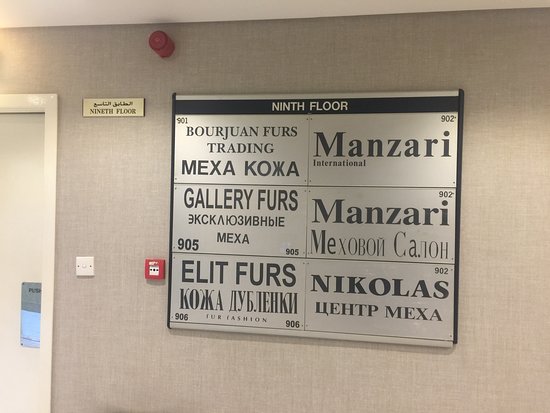 الطابق التاسع
NINETH FLOOR
NINTH FLOOR
901
BOURJUAN FURS
TRADING
МЕХА КОЖА
902
Manzari
International
GALLERY FURS
ЭКСКЛЮЗИВНЫЕ
МЕХА
905
902
Manzari
Меховой Салон
ELIT FURS
КОЖА ДУБЛЕНКИ
FUR FASHION
906
906
902
NIKOLAS
ЦЕНТР МЕХА
PUSH